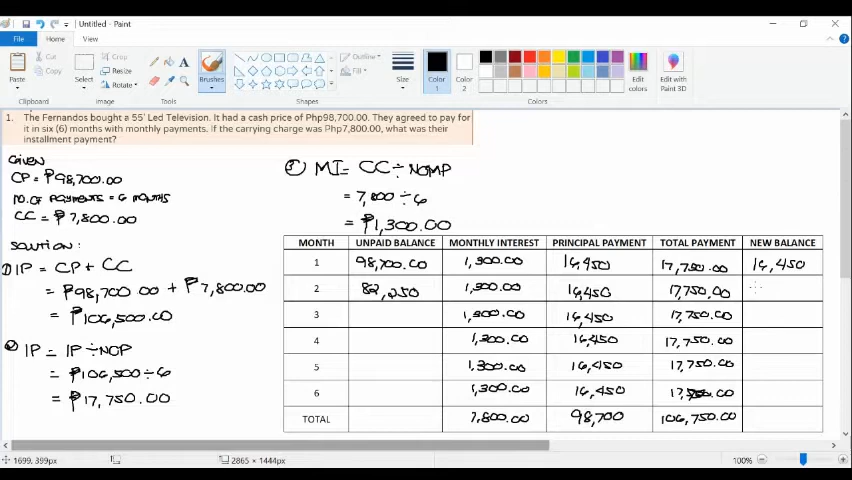 Untitled - Paint
File Home View
Paste Cut Copy
Clipboard
Select Crop Resize Rotate
Image
A
Tools
Brushes
Outline Fill
Shapes
Size
Color 1 Color 2
Edit colors
Edit with Paint 3D
Colors
1. The Fernandos bought a 55' Led Television. It had a cash price of Php98,700.00. They agreed to pay for
it in six (6) months with monthly payments. If the carrying charge was Php7,800.00, what was their
installment payment?
GIVEN
CP = ₱98,700.00
NO. OF PAYMENTS = 6 MONTHS
CC = ₱7,800.00
SOLUTION:
① IP = CP + CC
= ₱98,700.00 + ₱7,800.00
= ₱106,500.00
② IP = IP ÷ NOP
= ₱106,500 ÷ 6
= ₱17,750.00
③ MI = CC ÷ NOMP
= 7,800 ÷ 6
= ₱1,300.00
MONTH UNPAID BALANCE MONTHLY INTEREST PRINCIPAL PAYMENT TOTAL PAYMENT NEW BALANCE
1 98,700.00 1,300.00 16,450 17,750.00 16,450
2 82,250 1,300.00 16,450 17,750.00
3 1,300.00 16,450 17,750.00
4 1,300.00 16,450 17,750.00
5 1,300.00 16,450 17,750.00
6 1,300.00 16,450 17,750.00
TOTAL 7,800.00 98,700 106,750.00
1699, 399px 2865 × 1444px 100%